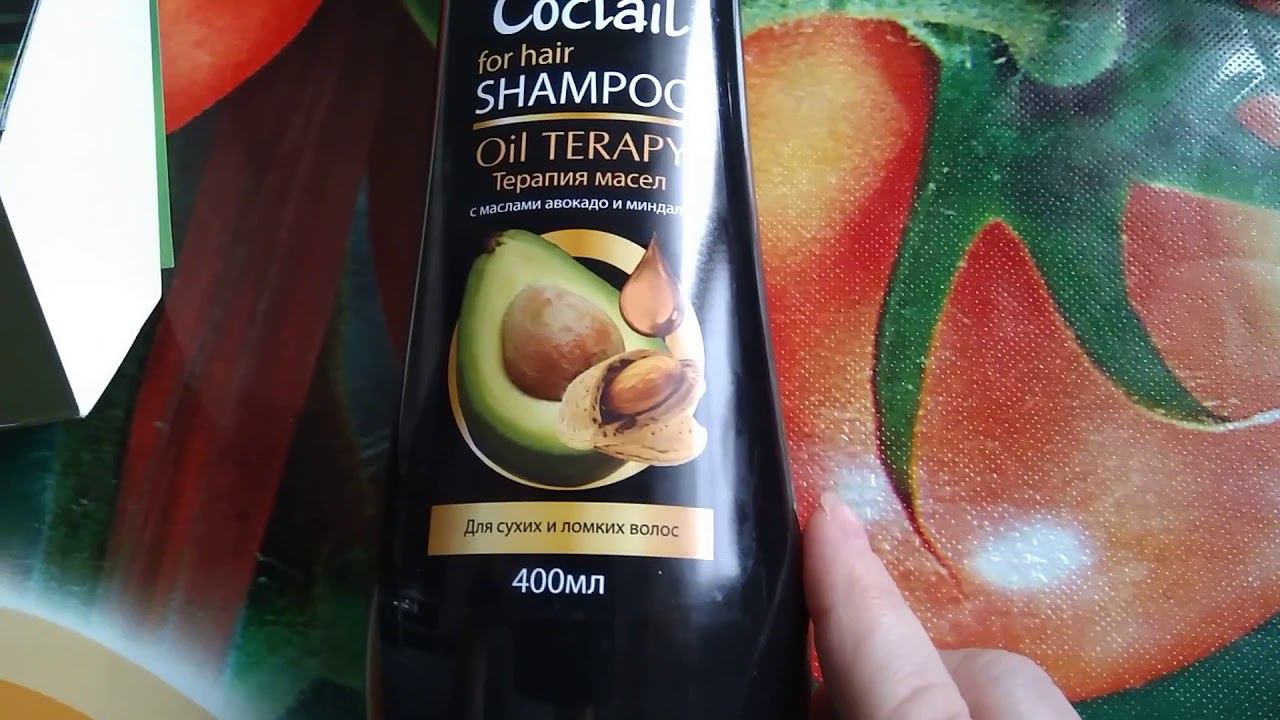 Coctail
for hair
SHAMPOO
Oil TERAPY
Терапия масел
с маслами авокадо и миндал
Для сухих и ломких волос
400мл